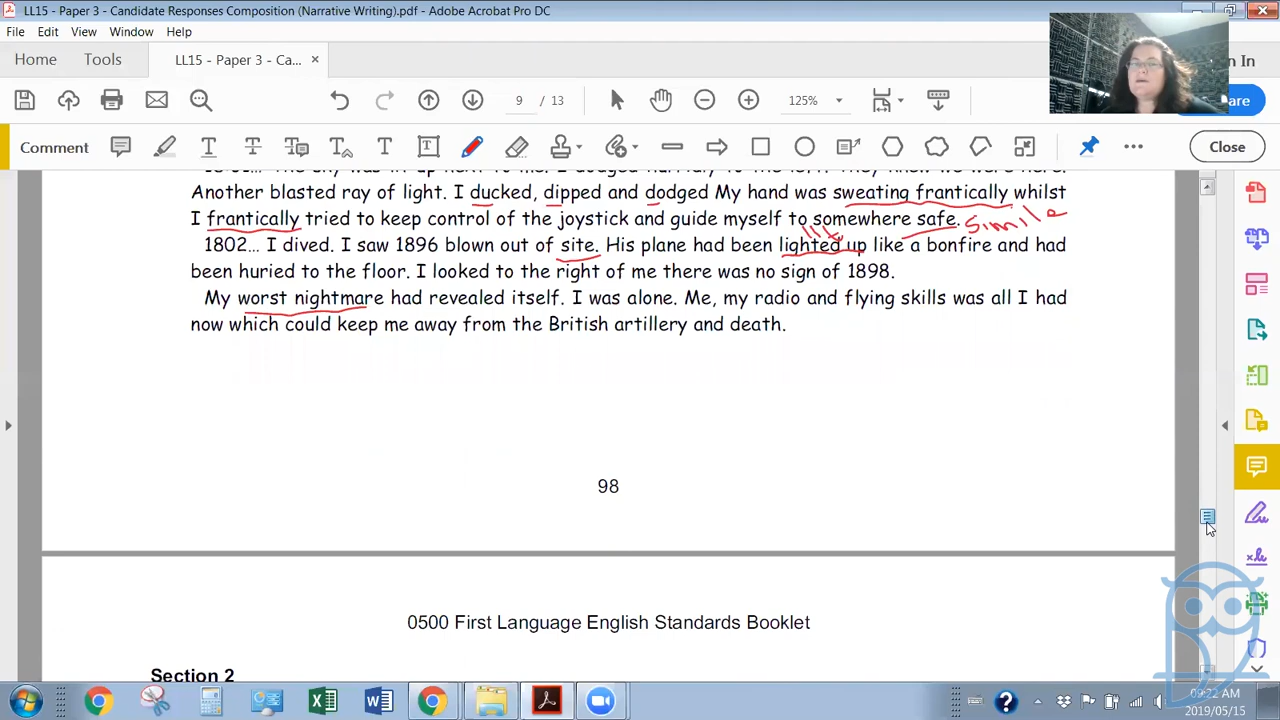 LL15 - Paper 3 - Candidate Responses Composition (Narrative Writing).pdf - Adobe Acrobat Pro DC
File Edit View Window Help
Home Tools LL15 - Paper 3 - Ca... In
9 / 13 125% are
Comment Close
Another blasted ray of light. I ducked, dipped and dodged My hand was sweating frantically whilst
I frantically tried to keep control of the joystick and guide myself to somewhere safe. Simile
lit
1802... I dived. I saw 1896 blown out of site. His plane had been lighted up like a bonfire and had
been huried to the floor. I looked to the right of me there was no sign of 1898.
My worst nightmare had revealed itself. I was alone. Me, my radio and flying skills was all I had
now which could keep me away from the British artillery and death.
98
0500 First Language English Standards Booklet
Section 2
09:22 AM
2019/05/15